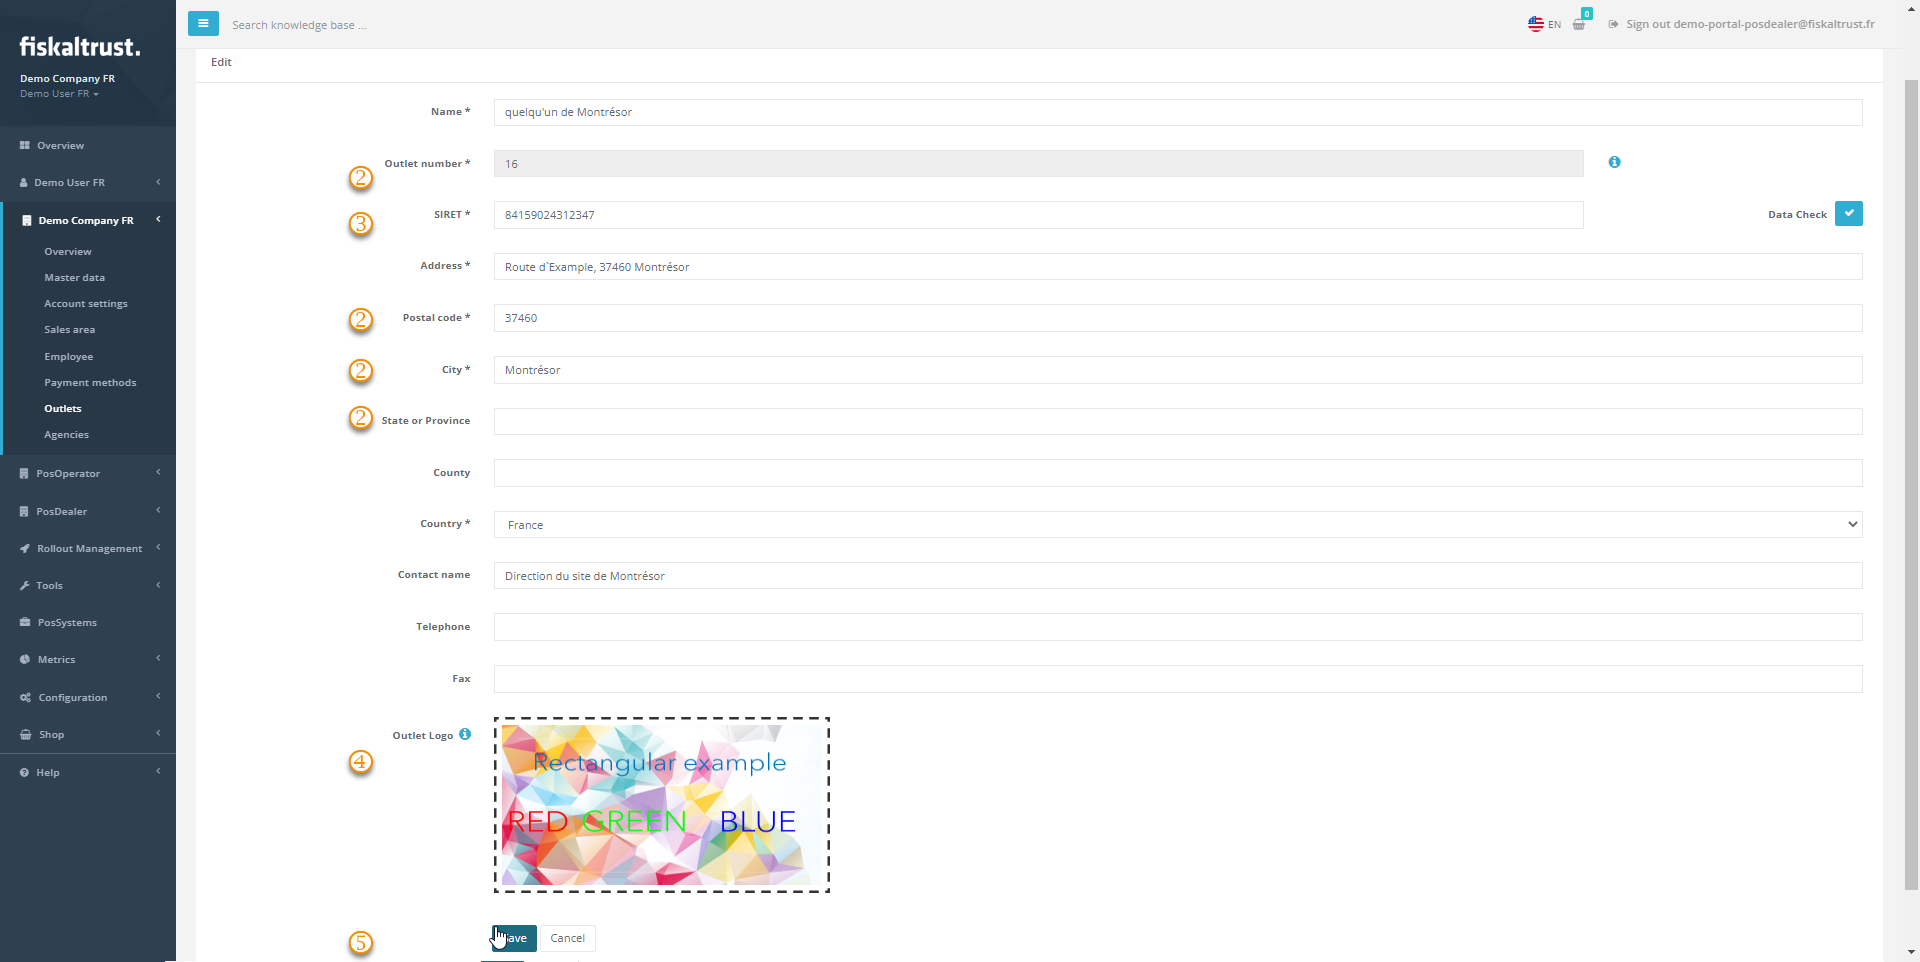 fiskaltrust.
Demo Company FR
Demo User FR
Overview
Demo User FR
Demo Company FR
Overview
Master data
Account settings
Sales area
Employee
Payment methods
Outlets
Agencies
PosOperator
PosDealer
Rollout Management
Tools
PosSystems
Metrics
Configuration
Shop
Help
Search knowledge base ...
EN
0
Sign out demo-portal-posdealer@fiskaltrust.fr
Edit
Name * quelqu'un de Montrésor
2 Outlet number * 16
3 SIRET * 84159024312347 Data Check
Address * Route d`Example, 37460 Montrésor
2 Postal code * 37460
2 City * Montrésor
2 State or Province
County
Country * France
Contact name Direction du site de Montrésor
Telephone
Fax
4 Outlet Logo
Rectangular example
RED GREEN BLUE
5 Cancel